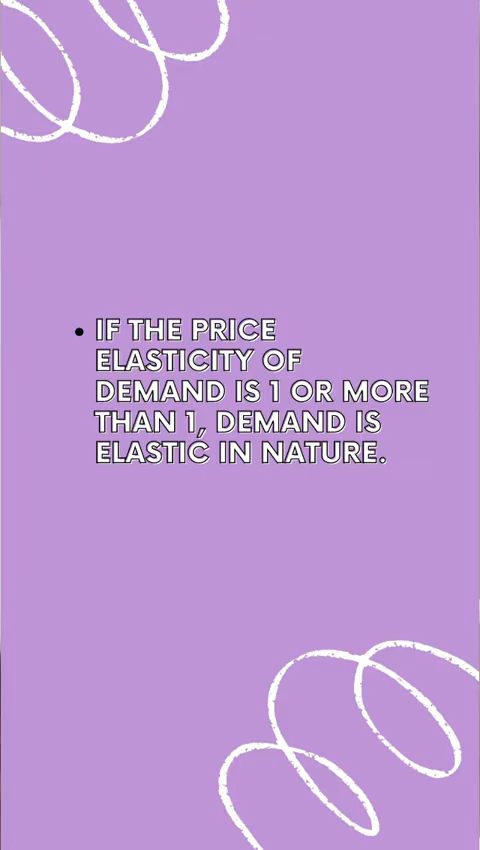 IF THE PRICE
ELASTICITY OF
DEMAND IS 1 OR MORE
THAN 1, DEMAND IS
ELASTIC IN NATURE.